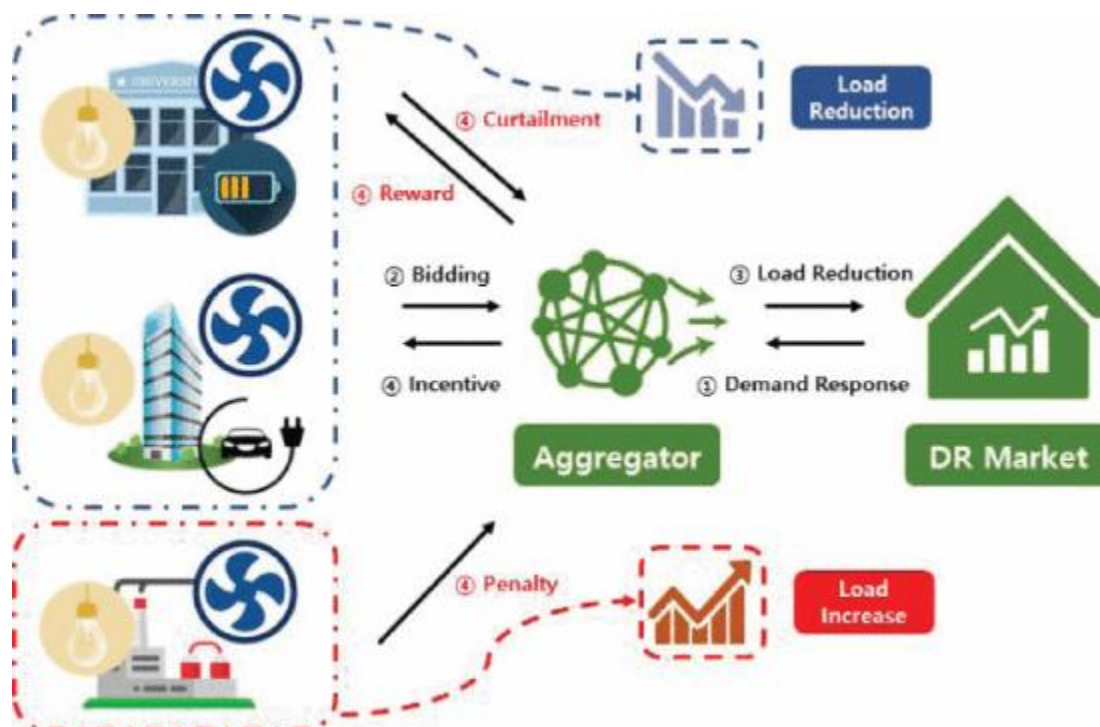 UNIVERSIT
④ Curtailment
④ Reward
Load
Reduction
② Bidding
③ Load Reduction
④ Incentive
① Demand Response
Aggregator
DR Market
④ Penalty
Load
Increase